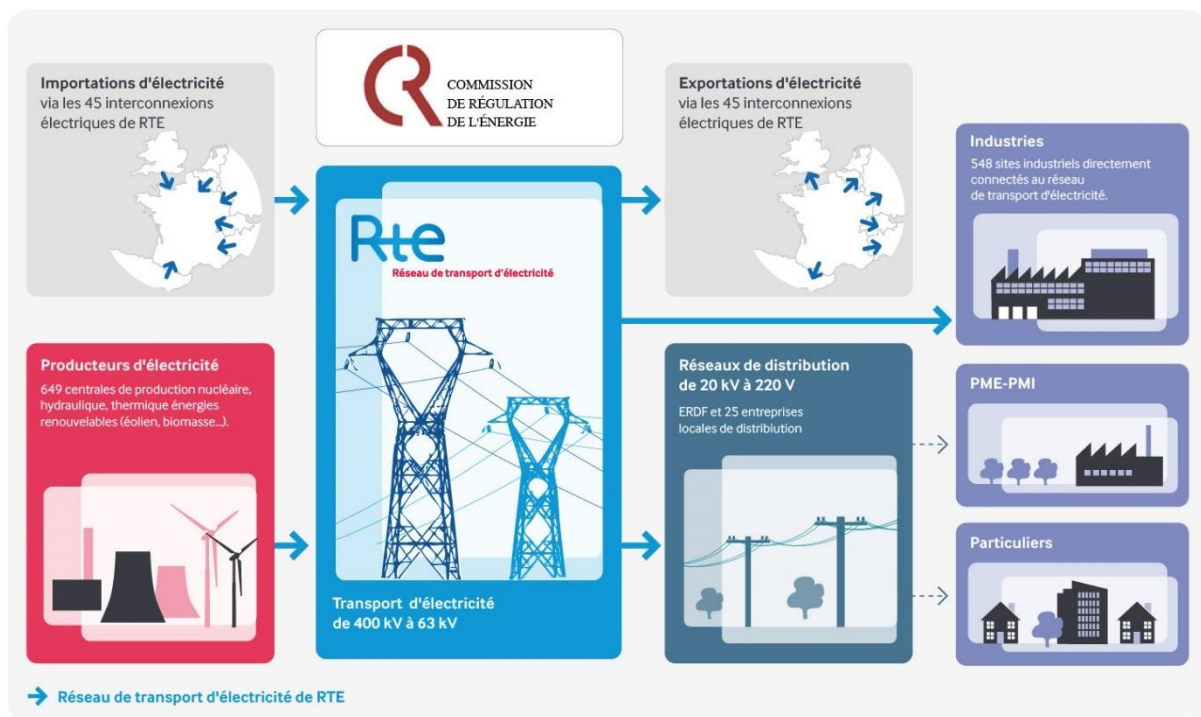 Importations d'électricité
via les 45 interconnexions
électriques de RTE
COMMISSION
DE RÉGULATION
DE L'ÉNERGIE
Exportations d'électricité
via les 45 interconnexions
électriques de RTE
Industries
548 sites industriels directement
connectés au réseau
de transport d'électricité.
Rte
Réseau de transport d'électricité
Producteurs d'électricité
649 centrales de production nucléaire,
hydraulique, thermique énergies
renouvelables (éolien, biomasse...).
Transport d'électricité
de 400 kV à 63 kV
Réseaux de distribution
de 20 kV à 220 V
ERDF et 25 entreprises
locales de distribiution
PME-PMI
Particuliers
Réseau de transport d'électricité de RTE